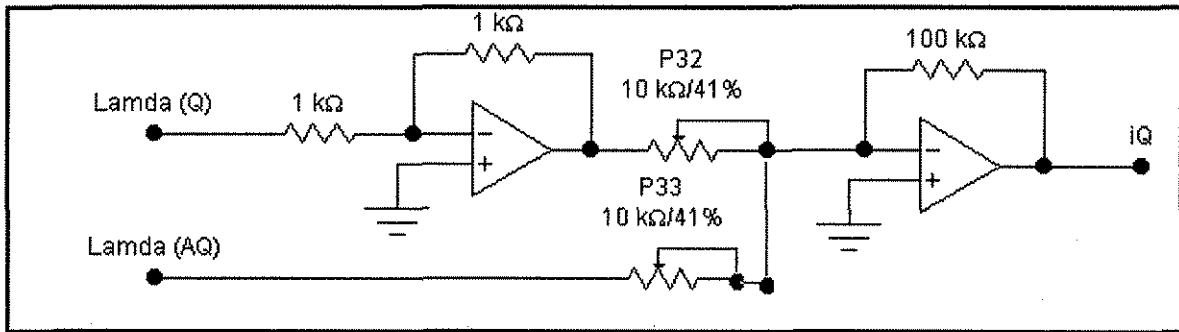 1 kΩ
100 kΩ
P32
10 kΩ/41%
Lamda (Q)
1 kΩ
iQ
P33
10 kΩ/41%
Lamda (AQ)